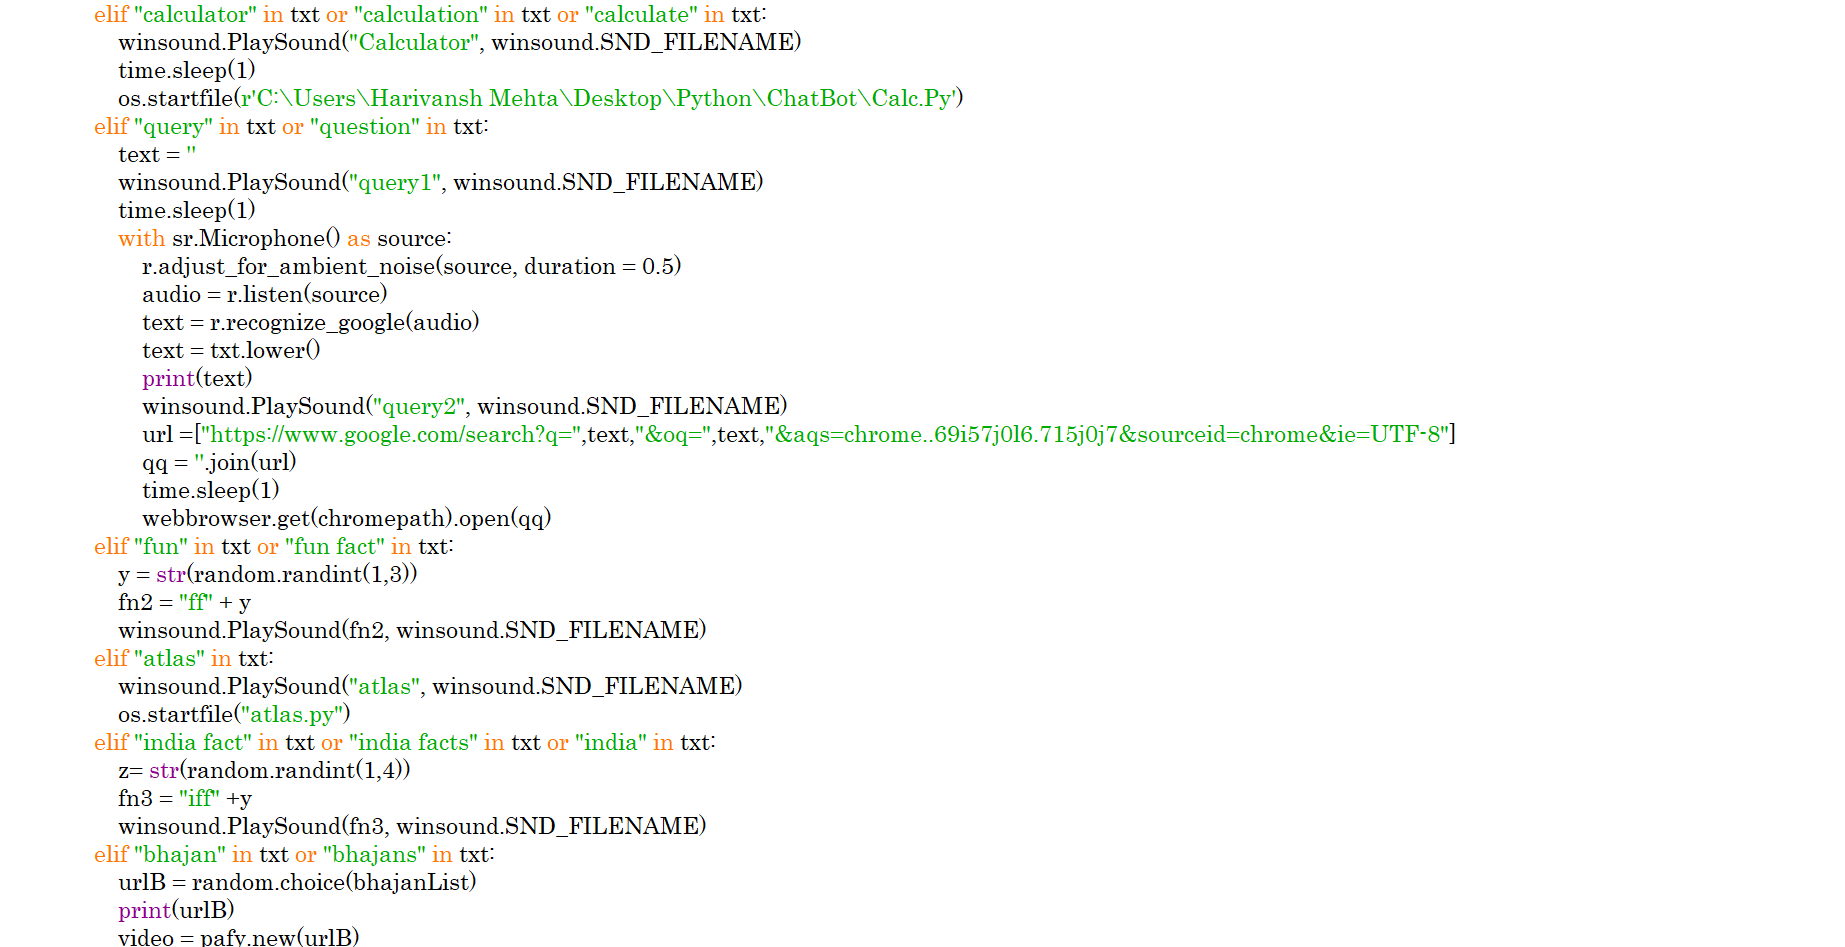 elif "calculator" in txt or "calculation" in txt or "calculate" in txt:
winsound.PlaySound("Calculator", winsound.SND_FILENAME)
time.sleep(1)
os.startfile(r'C:\Users\Harivansh Mehta\Desktop\Python\ChatBot\Calc.Py')
elif "query" in txt or "question" in txt:
text = ''
winsound.PlaySound("query1", winsound.SND_FILENAME)
time.sleep(1)
with sr.Microphone() as source:
r.adjust_for_ambient_noise(source, duration = 0.5)
audio = r.listen(source)
text = r.recognize_google(audio)
text = txt.lower()
print(text)
winsound.PlaySound("query2", winsound.SND_FILENAME)
url =["https://www.google.com/search?q=",text,"&oq=",text,"&aqs=chrome..69i57j0l6.715j0j7&sourceid=chrome&ie=UTF-8"]
qq = ''.join(url)
time.sleep(1)
webbrowser.get(chromepath).open(qq)
elif "fun" in txt or "fun fact" in txt:
y = str(random.randint(1,3))
fn2 = "ff" + y
winsound.PlaySound(fn2, winsound.SND_FILENAME)
elif "atlas" in txt:
winsound.PlaySound("atlas", winsound.SND_FILENAME)
os.startfile("atlas.py")
elif "india fact" in txt or "india facts" in txt or "india" in txt:
z= str(random.randint(1,4))
fn3 = "iff" +y
winsound.PlaySound(fn3, winsound.SND_FILENAME)
elif "bhajan" in txt or "bhajans" in txt:
urlB = random.choice(bhajanList)
print(urlB)
video = pafy.new(urlB)